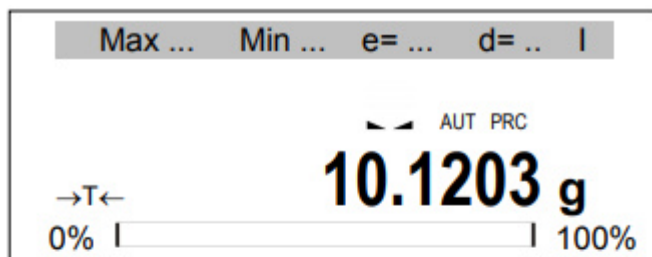 Max ... Min ... e= ... d= .. I
AUT PRC
10.1203 g
→T←
0% 100%